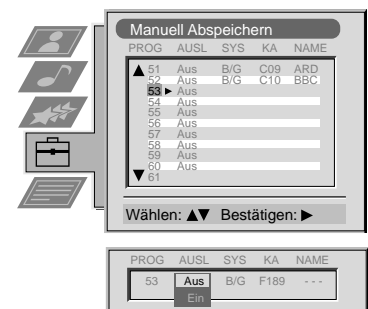 Manuell Abspeichern
PROG AUSL SYS KA NAME
▲ 51 Aus B/G C09 ARD
52 Aus B/G C10 BBC
53 ▶ Aus
54 Aus
55 Aus
56 Aus
57 Aus
58 Aus
59 Aus
60 Aus
▼ 61
Wählen: ▲▼ Bestätigen: ▶
PROG AUSL SYS KA NAME
53 Aus B/G F189 - - -
Ein